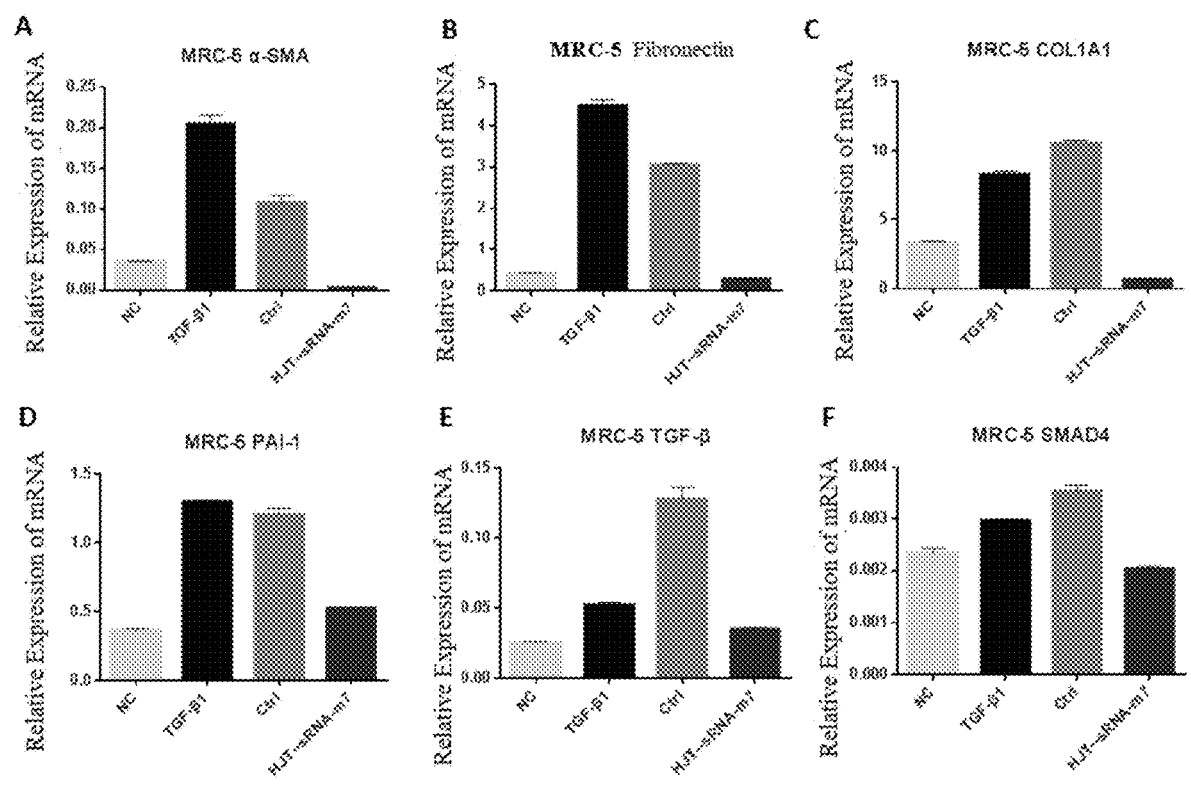 A
MRC-5 α-SMA
Relative Expression of mRNA
0.25
0.20
0.15
0.10
0.05
0.00
NC
TGF-β1
Ctrl
HJT-sRNA-m7
B
MRC-5 Fibronectin
Relative Expression of mRNA
5
4
3
2
1
0
NC
TGF-β1
Ctrl
HJT-sRNA-m7
C
MRC-5 COL1A1
Relative Expression of mRNA
15
10
5
0
NC
TGF-β1
Ctrl
HJT-sRNA-m7
D
MRC-5 PAI-1
Relative Expression of mRNA
1.5
1.0
0.5
0.0
NC
TGF-β1
Ctrl
HJT-sRNA-m7
E
MRC-5 TGF-β
Relative Expression of mRNA
0.15
0.10
0.05
0.00
NC
TGF-β1
Ctrl
HJT-sRNA-m7
F
MRC-5 SMAD4
Relative Expression of mRNA
0.004
0.003
0.002
0.001
0.000
NC
TGF-β1
Ctrl
HJT-sRNA-m7